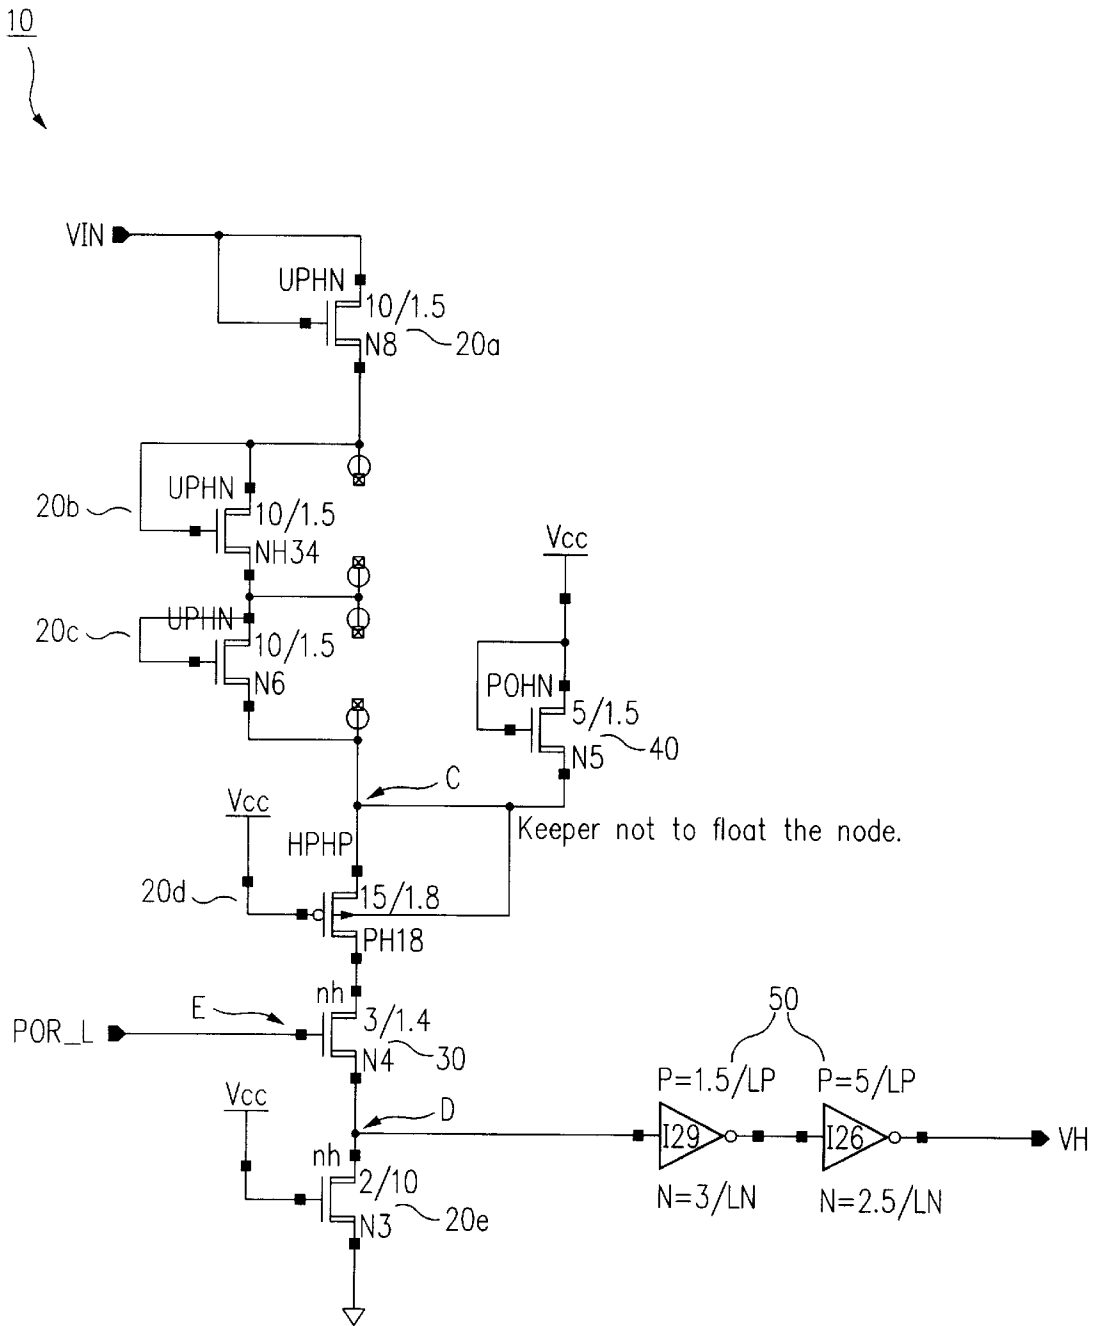 10
VIN
UPHN
10/1.5
N8
20a
UPHN
20b
10/1.5
NH34
Vcc
UPHN
20c
10/1.5
N6
POHN
5/1.5
N5
40
C
Vcc
Keeper not to float the node.
HPHP
20d
15/1.8
PH18
nh
E
3/1.4
POR_L
N4
30
50
P=1.5/LP
P=5/LP
Vcc
D
I29
I26
VH
nh
2/10
N=3/LN
N=2.5/LN
N3
20e